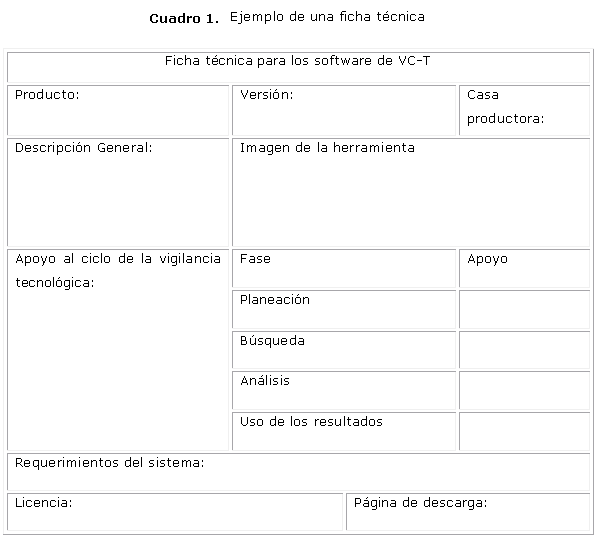 Cuadro 1. Ejemplo de una ficha técnica
Ficha técnica para los software de VC-T
Producto:
Versión:
Casa
productora:
Descripción General:
Imagen de la herramienta
Apoyo al ciclo de la vigilancia
tecnológica:
Fase
Apoyo
Planeación
Búsqueda
Análisis
Uso de los resultados
Requerimientos del sistema:
Licencia:
Página de descarga: